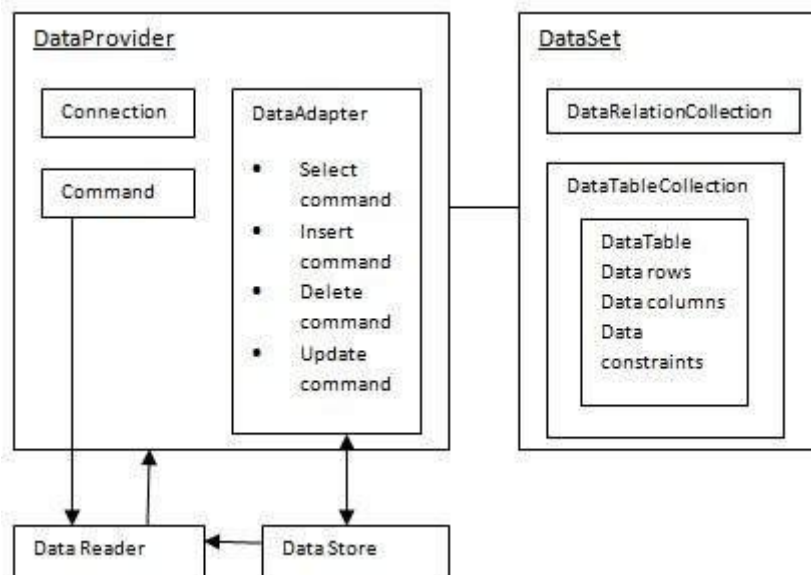 DataProvider
Connection
Command
DataAdapter
• Select
command
• Insert
command
• Delete
command
• Update
command
DataSet
DataRelationCollection
DataTableCollection
DataTable
Data rows
Data columns
Data
constraints
Data Reader
Data Store